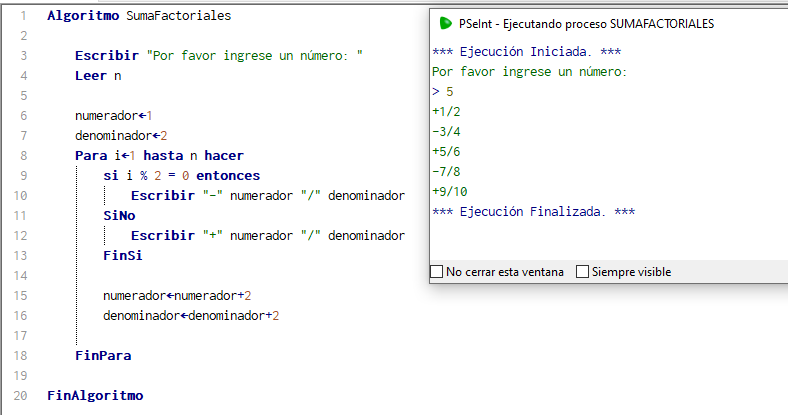 1 Algoritmo SumaFactoriales
2
3 Escribir "Por favor ingrese un número: "
4 Leer n
5
6 numerador←1
7 denominador←2
8 Para i←1 hasta n hacer
9 si i % 2 = 0 entonces
10 Escribir "-" numerador "/" denominador
11 SiNo
12 Escribir "+" numerador "/" denominador
13 FinSi
14
15 numerador←numerador+2
16 denominador←denominador+2
17
18 FinPara
19
20 FinAlgoritmo
PSeInt - Ejecutando proceso SUMAFACTORIALES
*** Ejecución Iniciada. ***
Por favor ingrese un número:
> 5
+1/2
-3/4
+5/6
-7/8
+9/10
*** Ejecución Finalizada. ***
No cerrar esta ventana Siempre visible